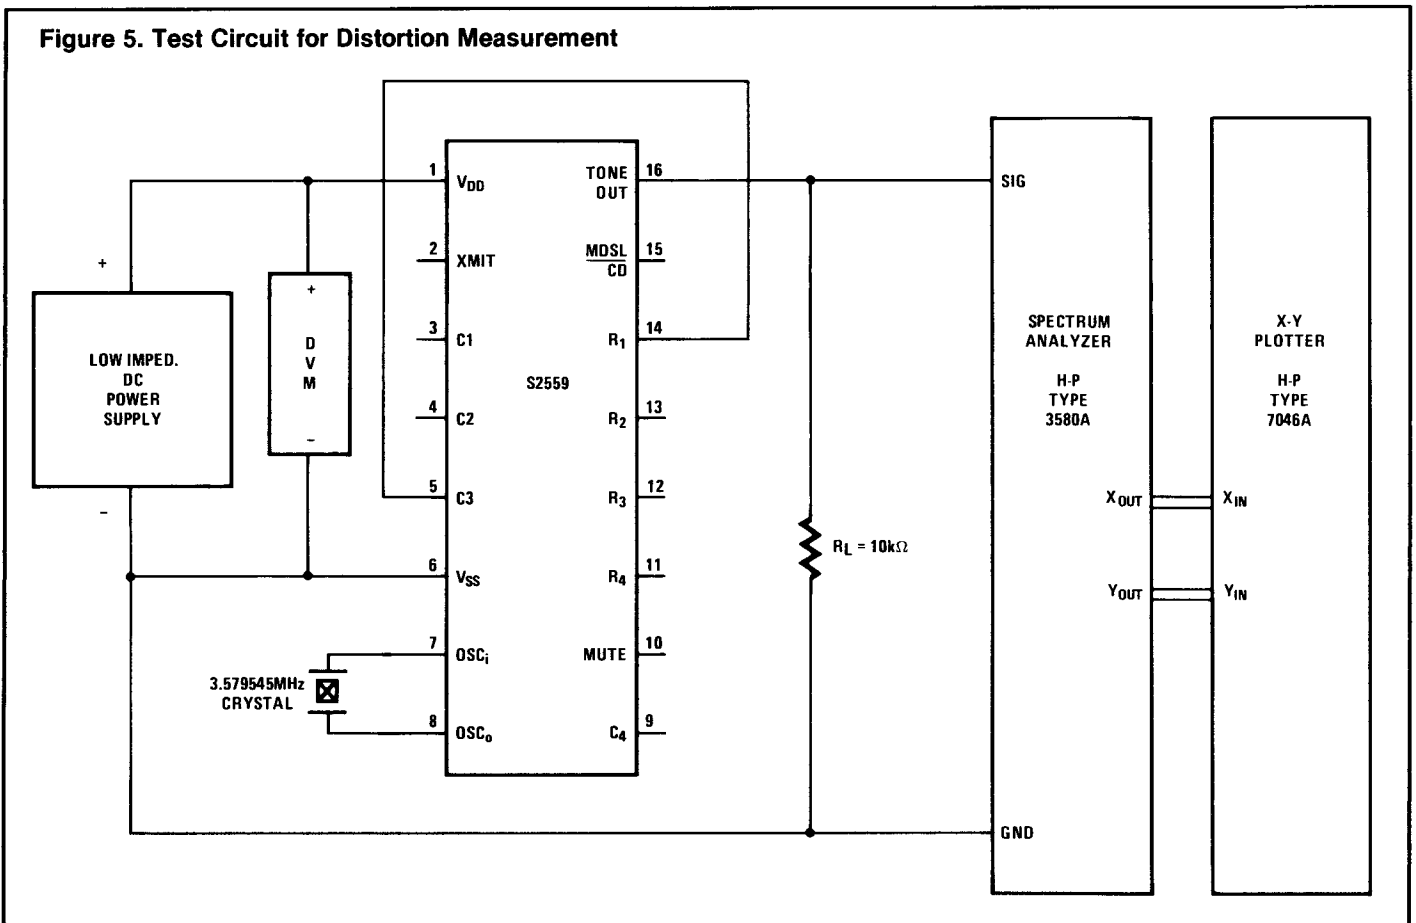 Figure 5. Test Circuit for Distortion Measurement
+
LOW IMPED.
DC
POWER
SUPPLY
–
+
D
V
M
–
1
VDD
2
XMIT
3
C1
4
C2
5
C3
6
VSS
7
OSCi
8
OSCo
3.579545MHz
CRYSTAL
S2559
TONE
OUT
16
MDSL
CD
15
R1
14
R2
13
R3
12
R4
11
MUTE
10
C4
9
RL = 10kΩ
SIG
SPECTRUM
ANALYZER
H-P
TYPE
3580A
XOUT
YOUT
GND
X-Y
PLOTTER
H-P
TYPE
7046A
XIN
YIN